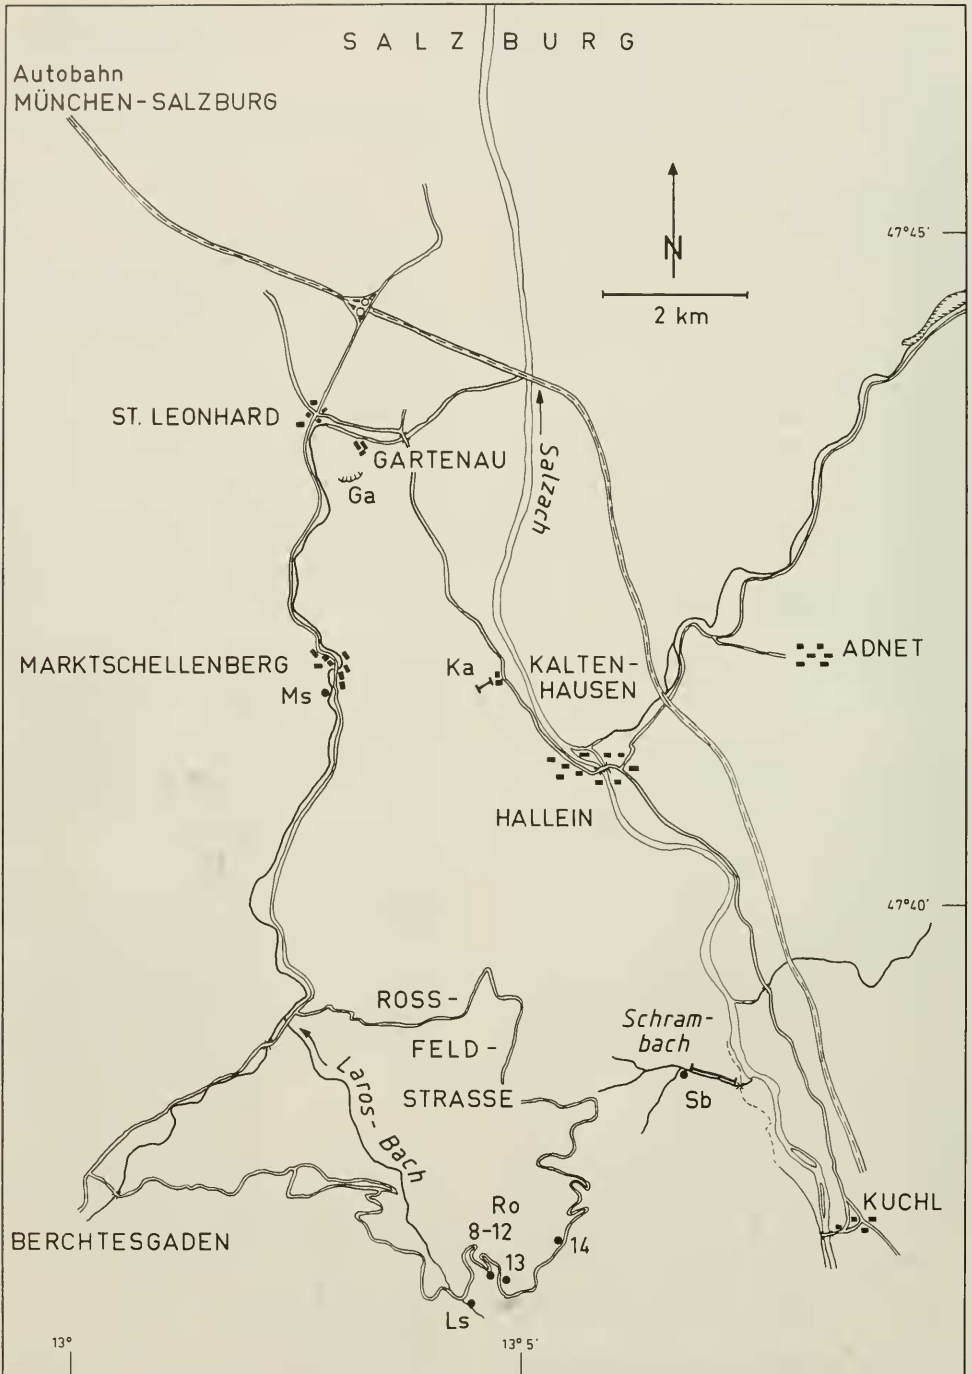 SALZBURG
Autobahn
MÜNCHEN-SALZBURG
47°45'
N
2 km
ST. LEONHARD
GARTENAU
Ga
Salzach
MARKTSCHELLENBERG
Ms
Ka
KALTEN-
HAUSEN
ADNET
HALLEIN
47°40'
ROSS-
FELD-
STRASSE
Schram-
bach
Sb
Laros-Bach
Ro
8-12
13
14
KUCHL
BERCHTESGADEN
Ls
13°
13° 5'